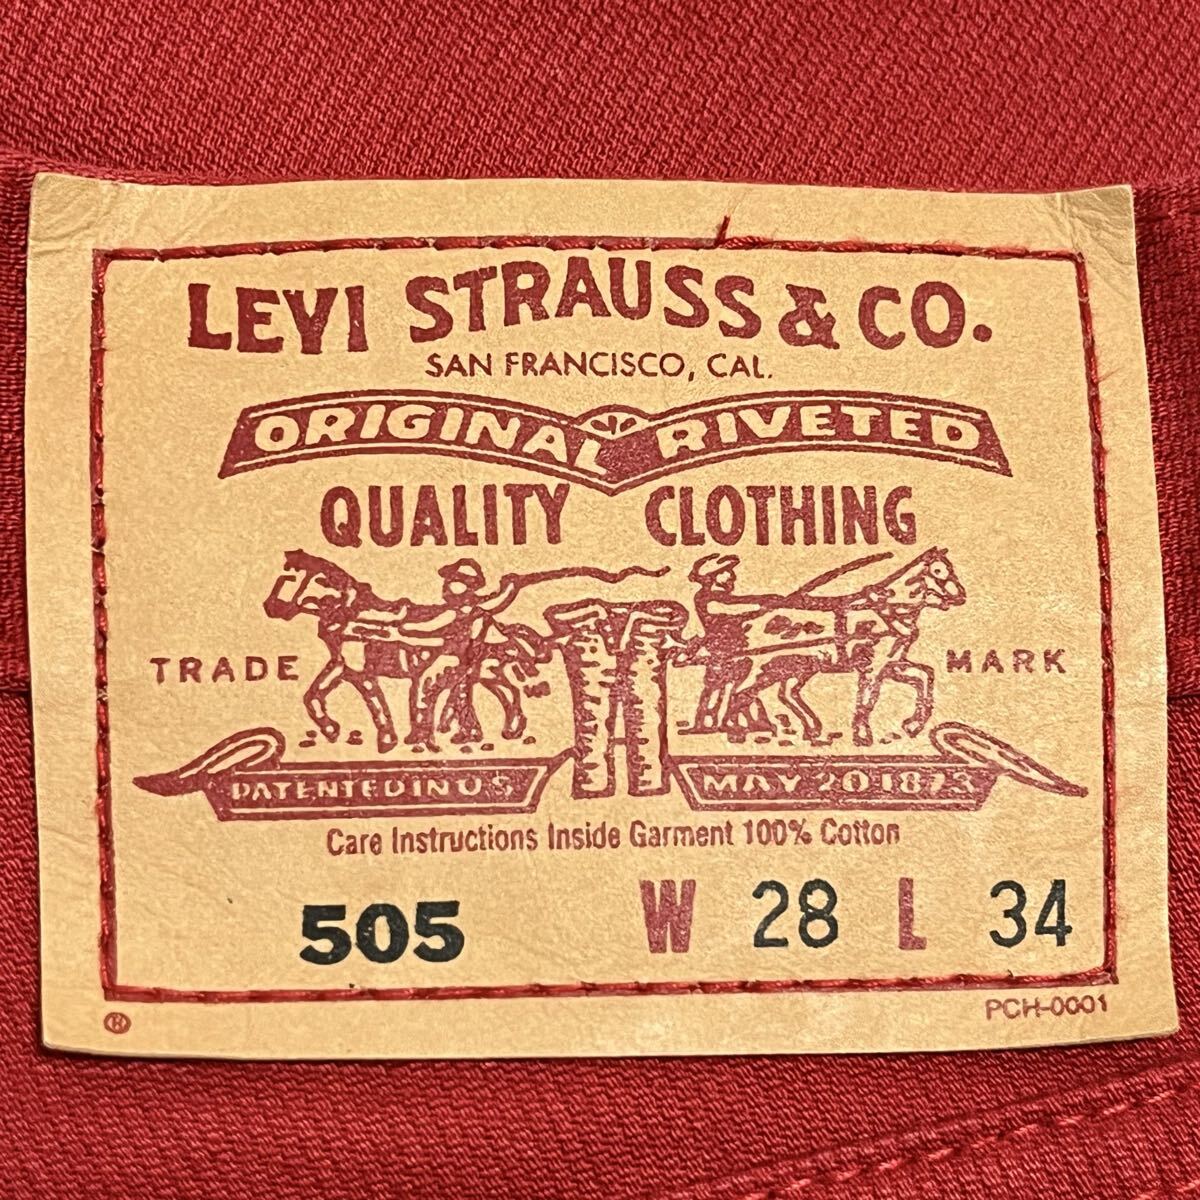 LEVI STRAUSS & CO.
SAN FRANCISCO, CAL.
ORIGINAL RIVETED
QUALITY CLOTHING
TRADE MARK
PATENTED IN U S MAY 20 1873
Care Instructions Inside Garment 100% Cotton
505 W 28 L 34
® PCH-0001